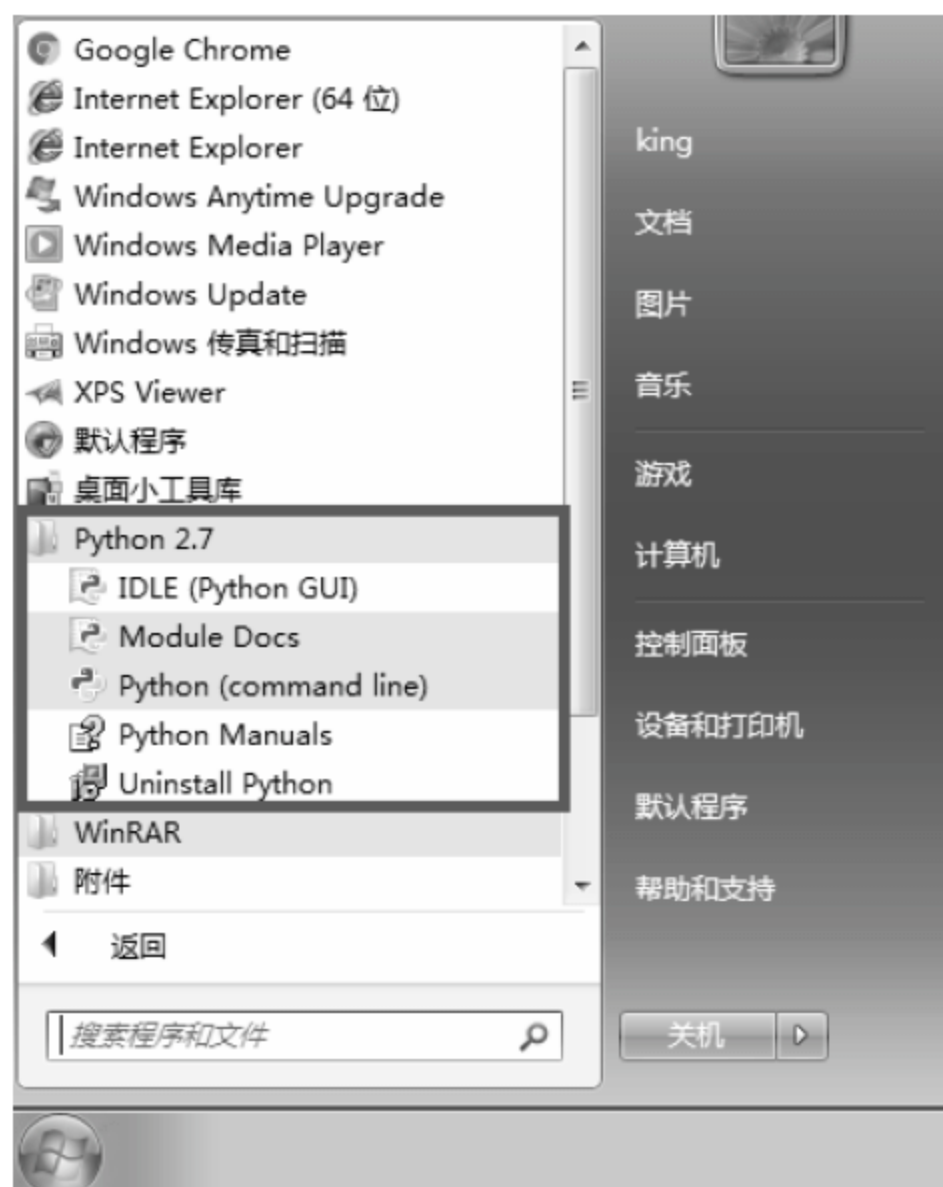 Google Chrome
Internet Explorer (64 位)
Internet Explorer
Windows Anytime Upgrade
Windows Media Player
Windows Update
Windows 传真和扫描
XPS Viewer
默认程序
桌面小工具库
Python 2.7
IDLE (Python GUI)
Module Docs
Python (command line)
Python Manuals
Uninstall Python
WinRAR
附件
返回
搜索程序和文件
king
文档
图片
音乐
游戏
计算机
控制面板
设备和打印机
默认程序
帮助和支持
关机